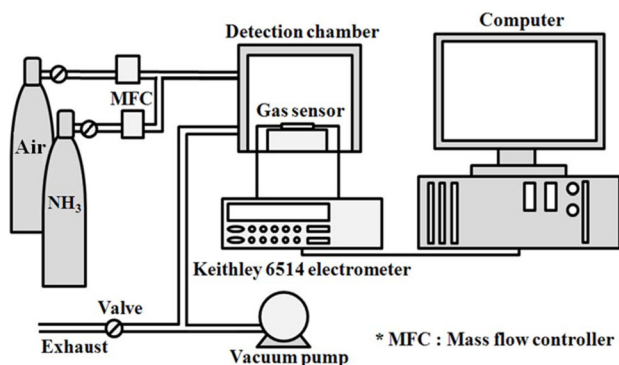 Computer
Detection chamber
MFC
Gas sensor
Air
NH₃
Keithley 6514 electrometer
Valve
Exhaust
Vacuum pump
* MFC : Mass flow controller